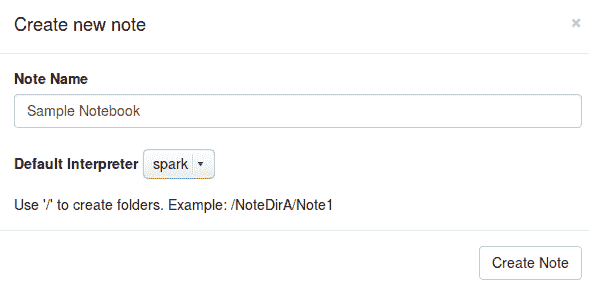 Create new note ×
Note Name
Sample Notebook
Default Interpreter spark
Use '/' to create folders. Example: /NoteDirA/Note1
Create Note